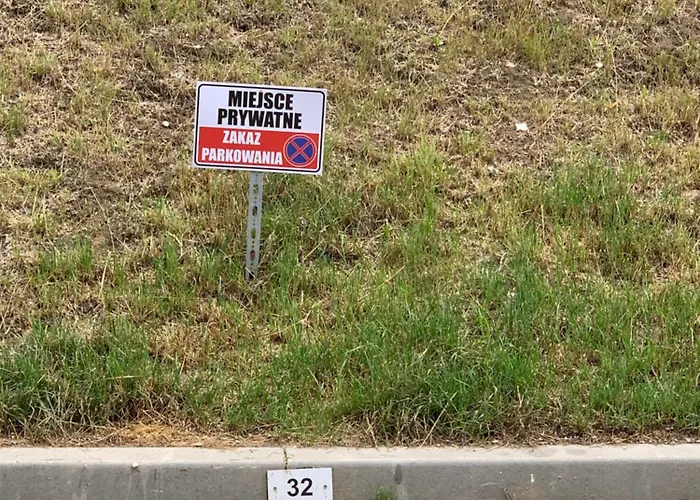 MIEJSCE
PRYWATNE
ZAKAZ
PARKOWANIA
32